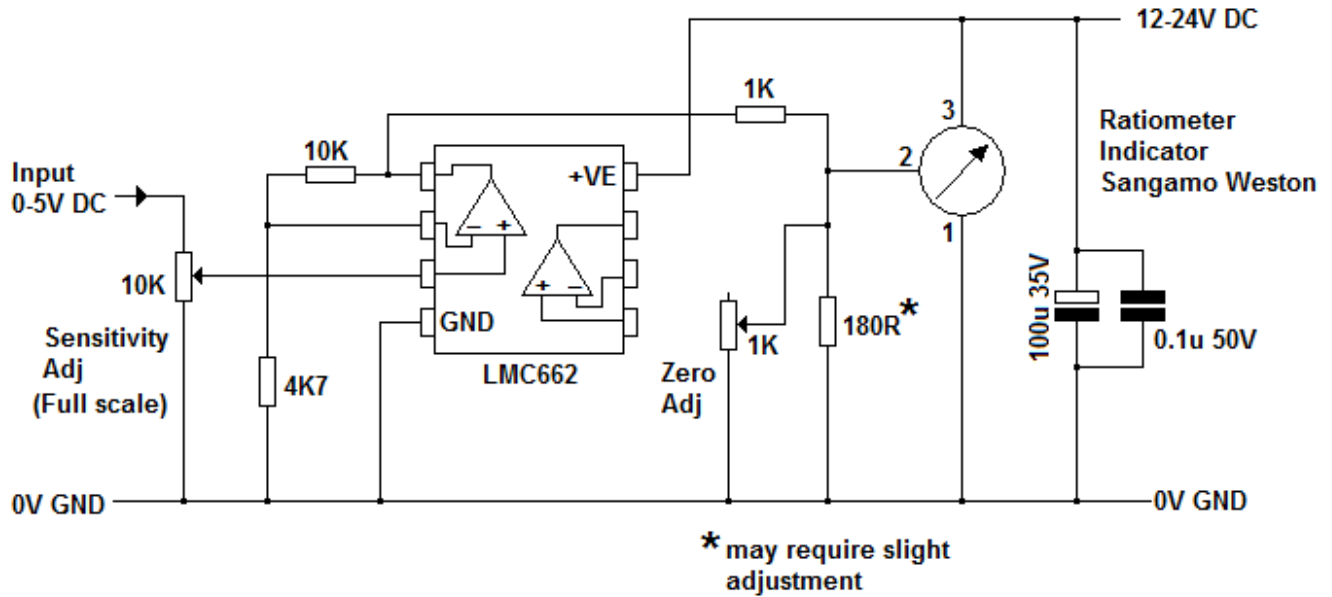 12-24V DC
1K
3
Ratiometer
Indicator
Sangamo Weston
10K
2
+VE
Input
0-5V DC
1
− +
+ −
10K
GND
1K
180R*
100u 35V
0.1u 50V
Sensitivity
Adj
(Full scale)
4K7
LMC662
Zero
Adj
0V GND
0V GND
* may require slight
adjustment